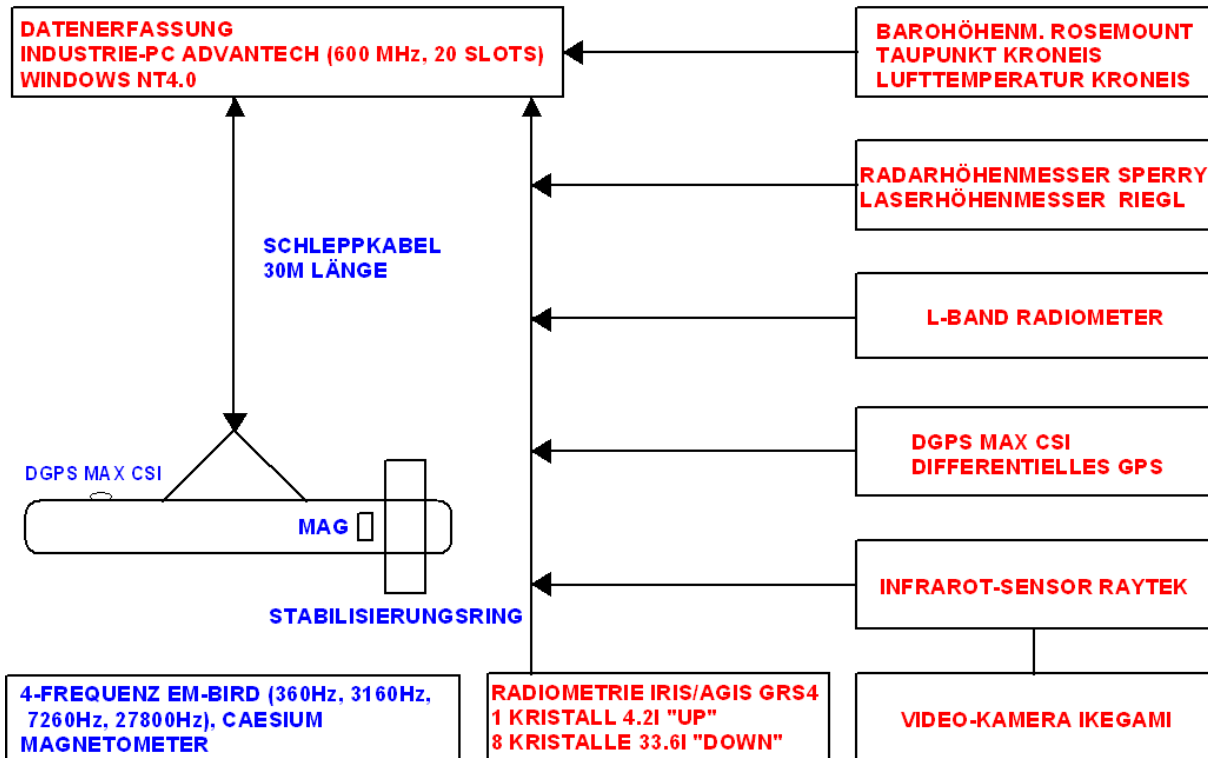 DATENERFASSUNG
INDUSTRIE-PC ADVANTECH (600 MHz, 20 SLOTS)
WINDOWS NT4.0
BAROHÖHENM. ROSEMOUNT
TAUPUNKT KRONEIS
LUFTTEMPERATUR KRONEIS
RADARHÖHENMESSER SPERRY
LASERHÖHENMESSER RIEGL
SCHLEPPKABEL
30M LÄNGE
L-BAND RADIOMETER
DGPS MAX CSI
DIFFERENTIELLES GPS
DGPS MAX CSI
MAG
STABILISIERUNGSRING
INFRAROT-SENSOR RAYTEK
4-FREQUENZ EM-BIRD (360Hz, 3160Hz,
7260Hz, 27800Hz), CAESIUM
MAGNETOMETER
RADIOMETRIE IRIS/AGIS GRS4
1 KRISTALL 4.2l "UP"
8 KRISTALLE 33.6l "DOWN"
VIDEO-KAMERA IKEGAMI